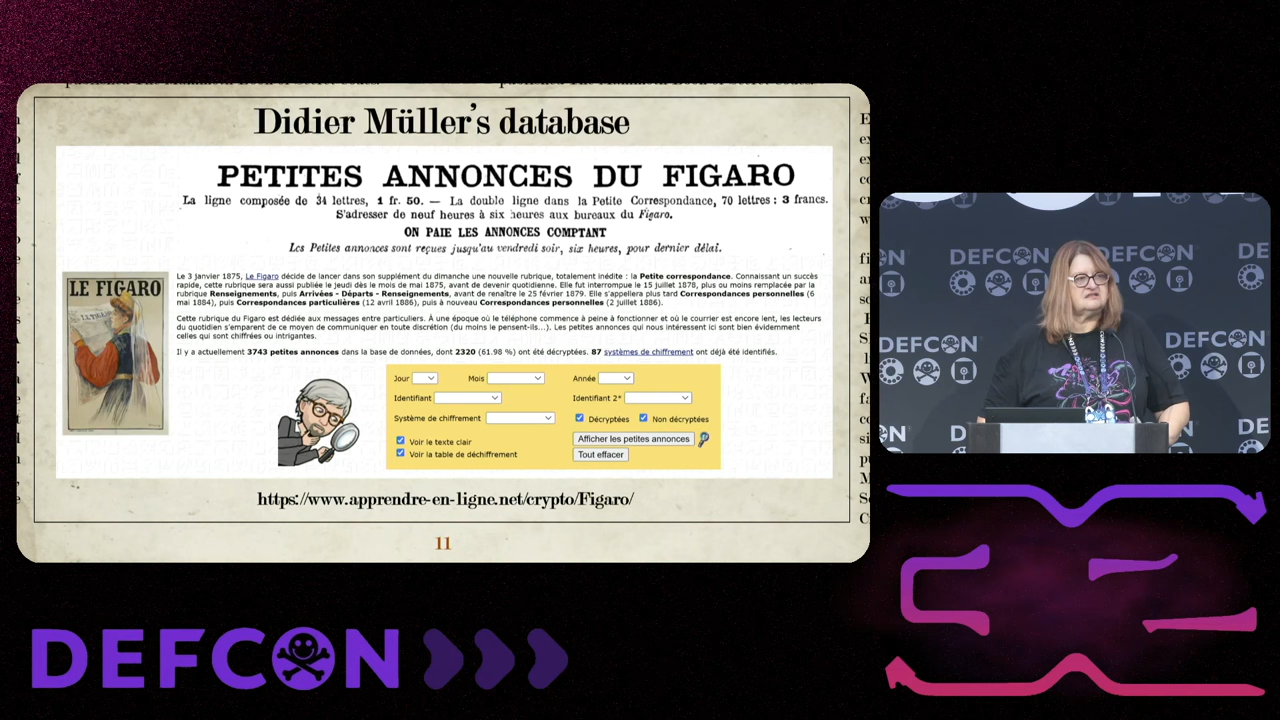 Didier Müller's database
PETITES ANNONCES DU FIGARO
La ligne composée de 34 lettres, 1 fr. 50. — La double ligne dans la Petite Correspondance, 70 lettres : 3 francs.
S'adresser de neuf heures à six heures aux bureaux du Figaro.
ON PAIE LES ANNONCES COMPTANT
Les Petites annonces sont reçues jusqu'au vendredi soir, six heures, pour dernier délai.
LE FIGARO
Le 3 janvier 1875, Le Figaro décide de lancer dans son supplément du dimanche une nouvelle rubrique, totalement inédite : la Petite correspondance. Connaissant un succès
rapide, cette rubrique sera aussi publiée le jeudi dès le mois de mai 1875, avant de devenir quotidienne. Elle fut interrompue le 15 juillet 1878, plus ou moins remplacée par la
rubrique Renseignements, puis Arrivées - Départs - Renseignements, avant de renaître le 25 février 1879. Elle s'appellera plus tard Correspondances personnelles (6
mai 1884), puis Correspondances particulières (12 avril 1886), puis à nouveau Correspondances personnelles (2 juillet 1886).
Cette rubrique du Figaro est dédiée aux messages entre particuliers. À une époque où le téléphone commence à peine à fonctionner et où le courrier est encore lent, les lecteurs
du quotidien s'emparent de ce moyen de communiquer en toute discrétion (du moins le pensent-ils...). Les petites annonces qui nous intéressent ici sont bien évidemment
celles qui sont chiffrées ou intrigantes.
Il y a actuellement 3743 petites annonces dans la base de données, dont 2320 (61.98 %) ont été décryptées. 87 systèmes de chiffrement ont déjà été identifiés.
Jour Mois Année
Identifiant Identifiant 2*
Système de chiffrement Décryptées Non décryptées
Voir le texte clair Afficher les petites annonces
Voir la table de déchiffrement Tout effacer
https://www.apprendre-en-ligne.net/crypto/Figaro/
11
DEFCON
DEFCON
DEFCON
DEFCON
DEFCON